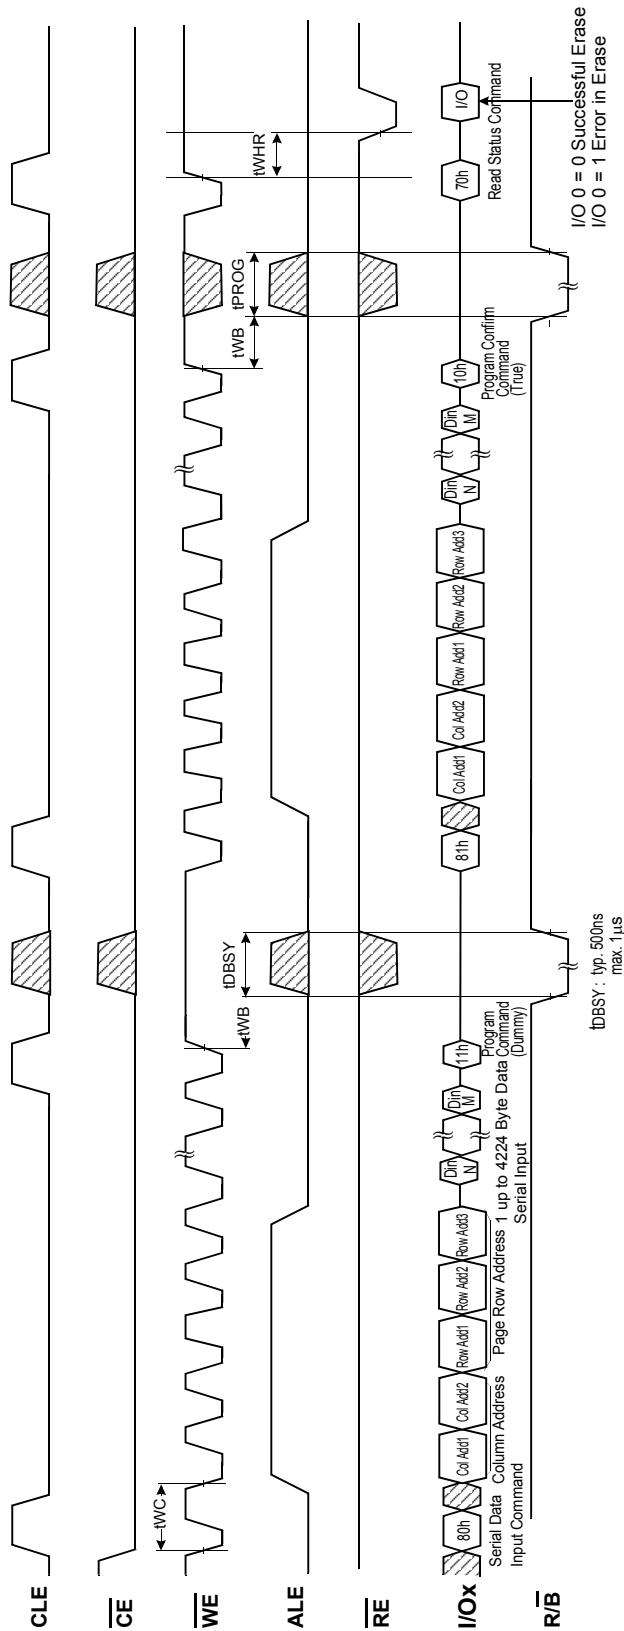 CLE
CE
WE
tWC
tWB
tDBSY
tWB
tPROG
tWHR
ALE
RE
I/Ox
80h
Col Add1
Col Add2
Row Add1
Row Add2
Row Add3
Din
N
Din
M
11h
81h
Col Add1
Col Add2
Row Add1
Row Add2
Row Add3
Din
N
Din
M
10h
70h
I/O
Serial Data
Input Command
Column Address
Page Row Address
1 up to 4224 Byte Data
Serial Input
Program
Command
(Dummy)
Program Confirm
Command
(True)
Read Status Command
R/B
tDBSY : typ. 500ns
max. 1µs
I/O 0 = 0 Successful Erase
I/O 0 = 1 Error in Erase